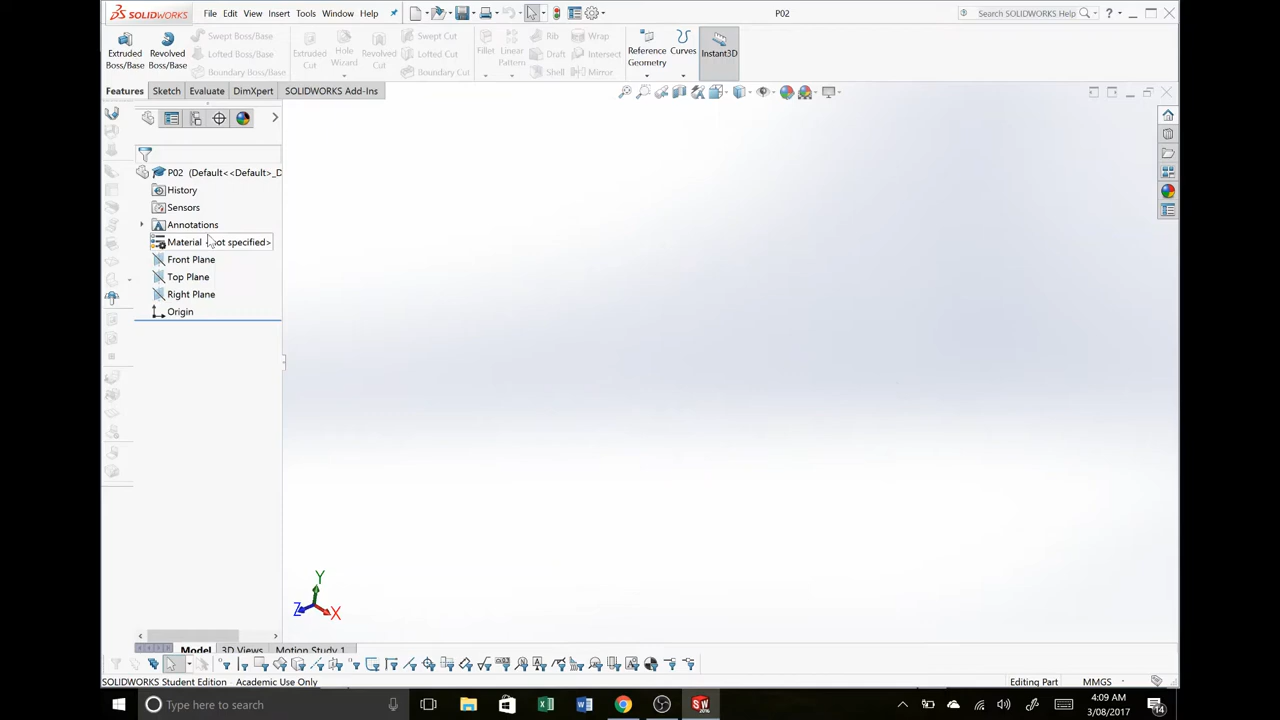 SOLIDWORKS File Edit View Insert Tools Window Help P02 Search SOLIDWORKS Help
Extruded Boss/Base
Revolved Boss/Base
Swept Boss/Base
Lofted Boss/Base
Boundary Boss/Base
Extruded Cut
Hole Wizard
Revolved Cut
Swept Cut
Lofted Cut
Boundary Cut
Fillet
Linear Pattern
Rib
Draft
Shell
Wrap
Intersect
Mirror
Reference Geometry
Curves
Instant3D
Features Sketch Evaluate DimXpert SOLIDWORKS Add-Ins
P02 (Default<<Default>_D
History
Sensors
Annotations
Material <not specified>
Front Plane
Top Plane
Right Plane
Origin
Y
Z X
Model 3D Views Motion Study 1
SOLIDWORKS Student Edition Academic Use Only Editing Part MMGS
Type here to search
4:09 AM
3/08/2017
14